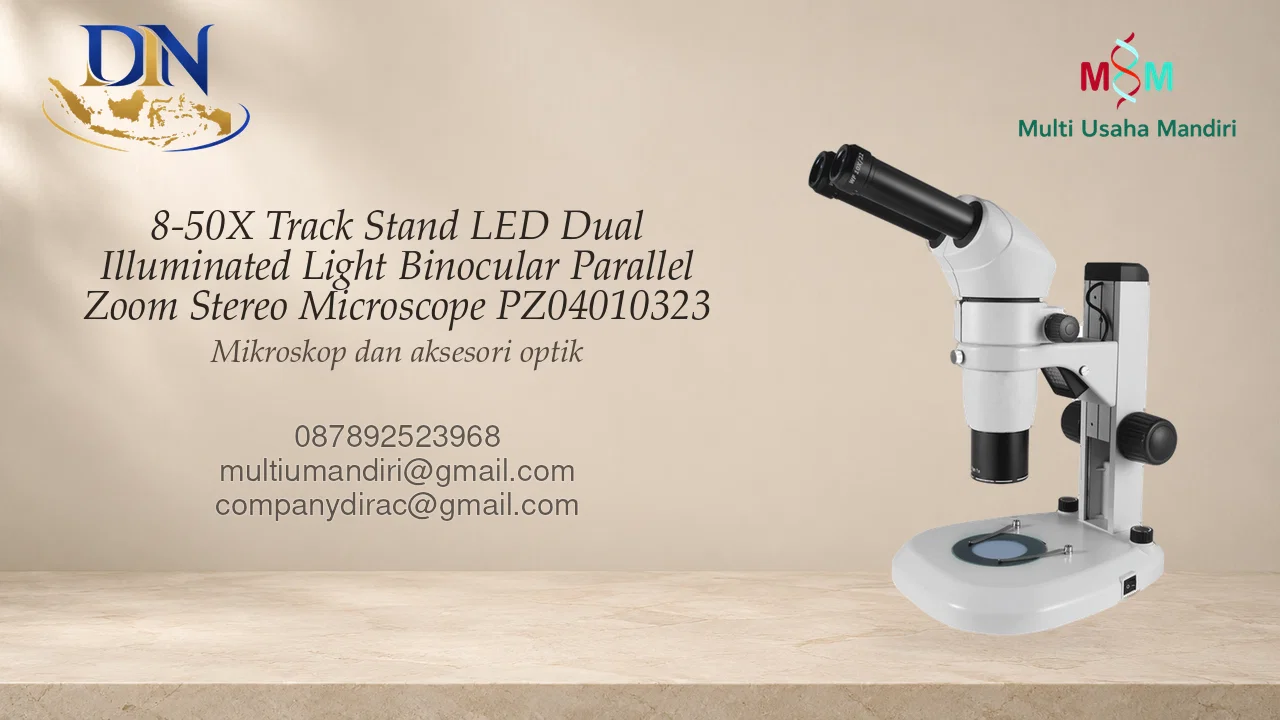 DIN
M M
Multi Usaha Mandiri
8-50X Track Stand LED Dual
Illuminated Light Binocular Parallel
Zoom Stereo Microscope PZ04010323
Mikroskop dan aksesori optik
087892523968
multiumandiri@gmail.com
companydirac@gmail.com